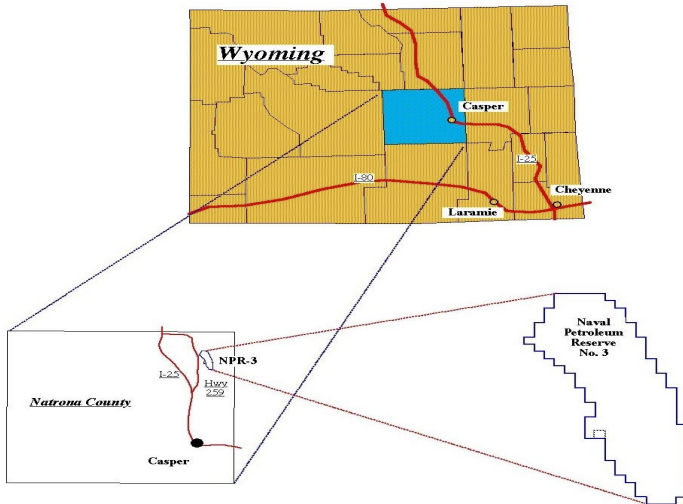 Wyoming
Casper
I-25
I-80
Cheyenne
Laramie
Naval
Petroleum
Reserve
No. 3
NPR-3
I-25
Hwy
259
Natrona County
Casper